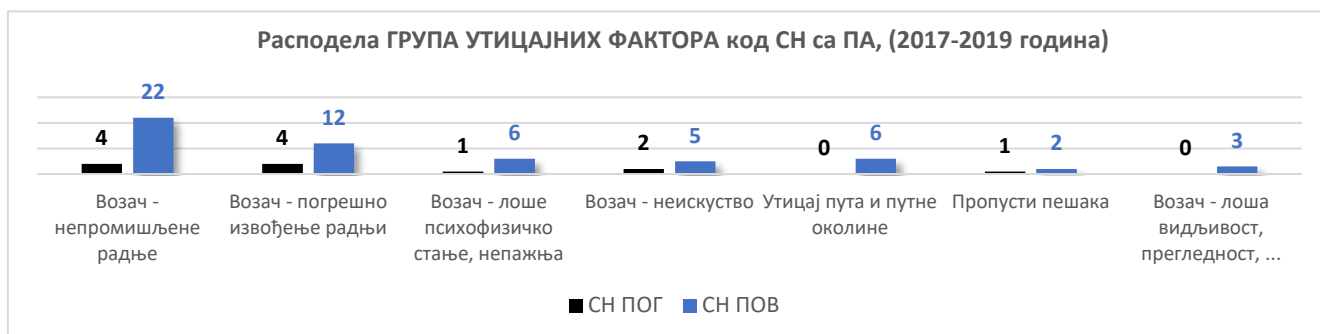 Расподела ГРУПА УТИЦАЈНИХ ФАКТОРА код СН са ПА, (2017-2019 година)
4 22 4 12 1 6 2 5 0 6 1 2 0 3
Возач -
непромишљене
радње
Возач - погрешно
извођење радњи
Возач - лоше
психофизичко
стање, непажња
Возач - неискуство
Утицај пута и путне
околине
Пропусти пешака
Возач - лоша
видљивост,
прегледност, ...
СН ПОГ СН ПОВ